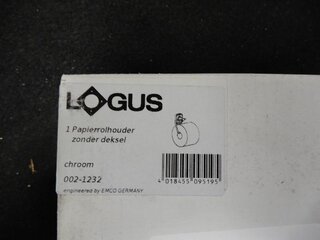 LOGUS
1 Papierrolhouder
zonder deksel
chroom
002-1232
engineered by EMCO GERMANY
4 018455 095195